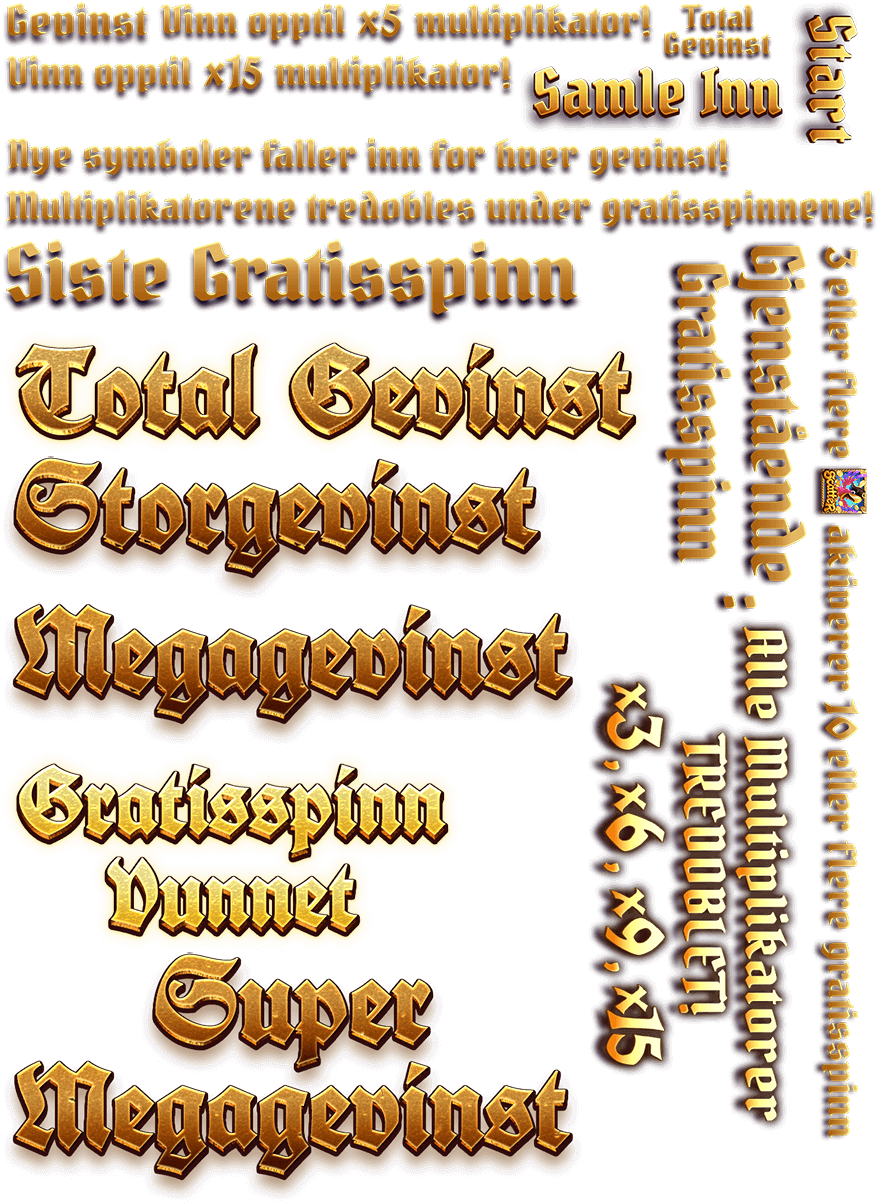 Gevinst Vinn opptil x5 multiplikator!
Vinn opptil x15 multiplikator!
Total
Gevinst
Samle Inn
Start
Nye symboler faller inn for hver gevinst!
Multiplikatorene tredobles under gratisspinnene!
Siste Gratisspinn
Total Gevinst
Storgevinst
Megagevinst
Gratisspinn
Vunnet
Super
Megagevinst
Gjenstående :
Gratisspinn
3 eller flere SCATTER aktiverer 10 eller flere gratisspinn
Alle Multiplikatorer
TREDOBLET!
x3, x6, x9, x15